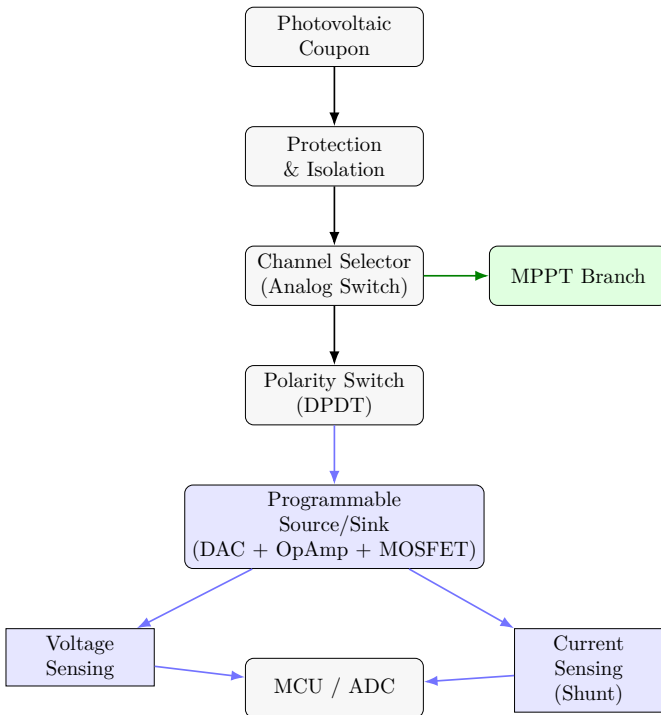 Photovoltaic
Coupon
Protection
& Isolation
Channel Selector
(Analog Switch)
MPPT Branch
Polarity Switch
(DPDT)
Programmable
Source/Sink
(DAC + OpAmp + MOSFET)
Voltage
Sensing
Current
Sensing
(Shunt)
MCU / ADC